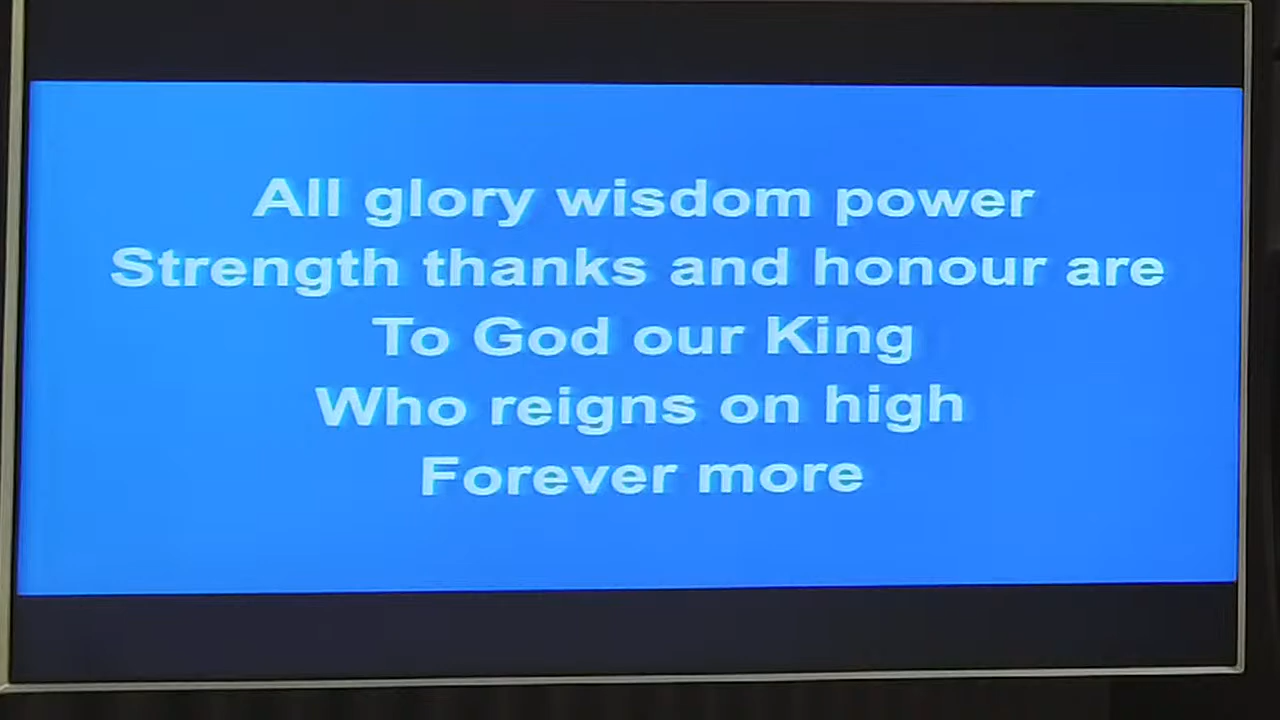 All glory wisdom power
Strength thanks and honour are
To God our King
Who reigns on high
Forever more